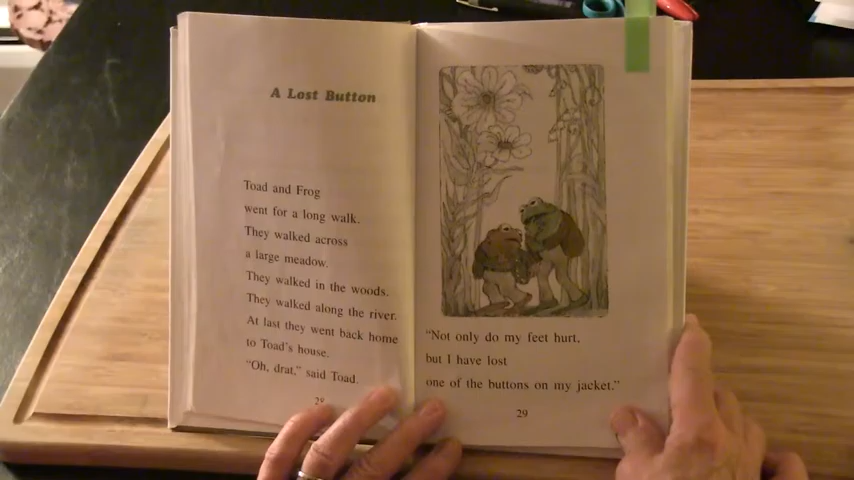 A Lost Button
Toad and Frog
went for a long walk.
They walked across
a large meadow.
They walked in the woods.
They walked along the river.
At last they went back home
to Toad's house.
"Oh, drat," said Toad.
"Not only do my feet hurt,
but I have lost
one of the buttons on my jacket."
29